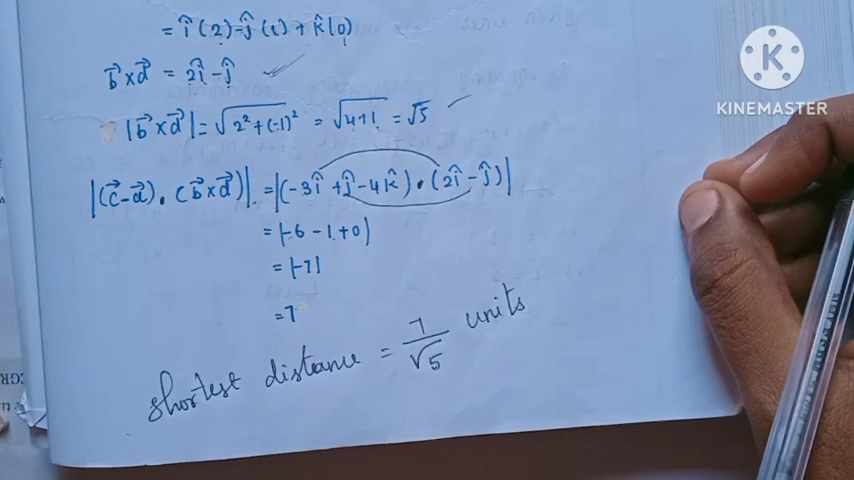 = î(2) - ĵ(1) + k̂(0)
b⃗ × d⃗ = 2î - ĵ
|b⃗ × d⃗| = √(2² + (-1)²) = √(4+1) = √5
|(c⃗ - a⃗) . (b⃗ × d⃗)| = |(-3î + ĵ - 4k̂) . (2î - ĵ)|
= |-6 - 1 + 0|
= |-7|
= 7
shortest distance = 7/√5 units
K
KINEMASTER